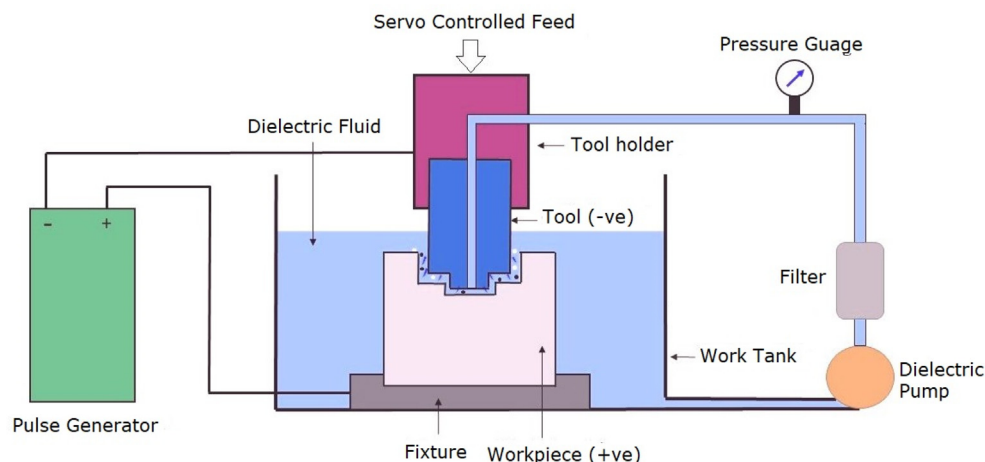 Servo Controlled Feed
Pressure Guage
Dielectric Fluid
Tool holder
- +
Tool (-ve)
Filter
Work Tank
Dielectric
Pump
Pulse Generator
Fixture
Workpiece (+ve)